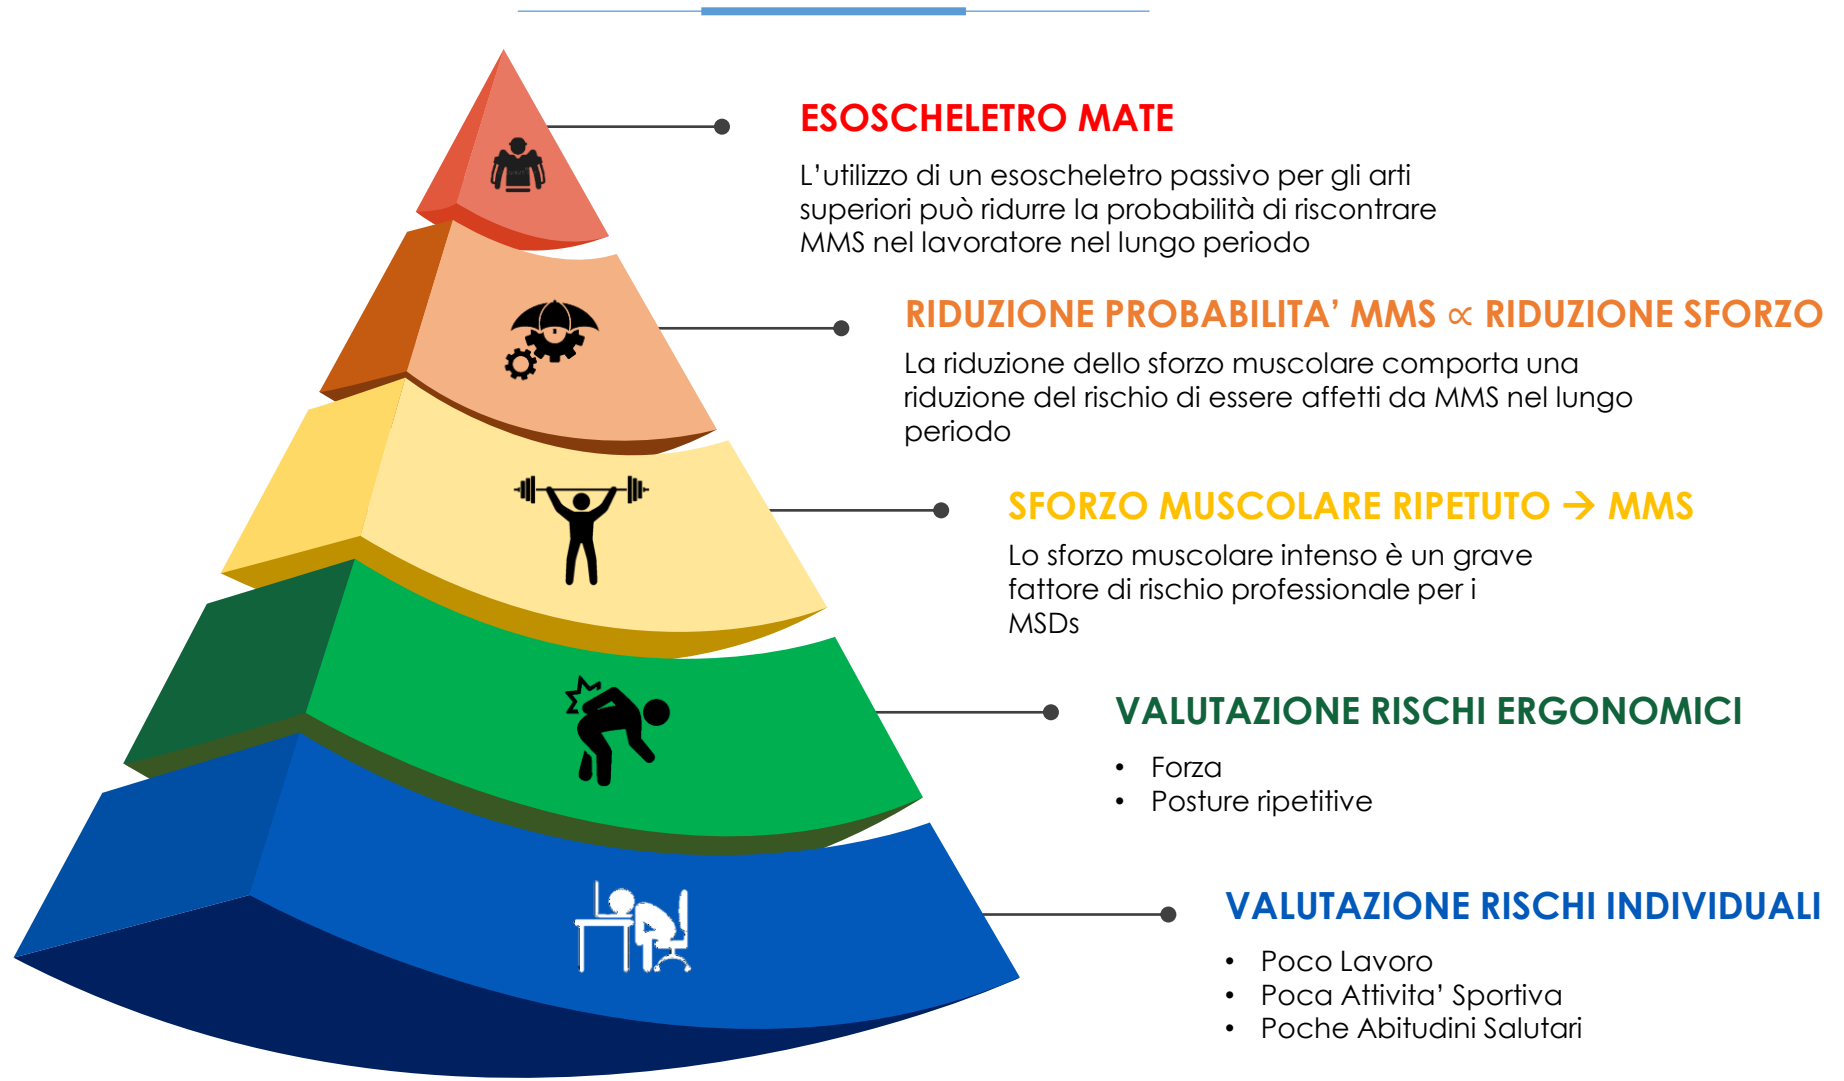 ESOSCHELETRO MATE
L’utilizzo di un esoscheletro passivo per gli arti
superiori può ridurre la probabilità di riscontrare
MMS nel lavoratore nel lungo periodo
RIDUZIONE PROBABILITA’ MMS ∝ RIDUZIONE SFORZO
La riduzione dello sforzo muscolare comporta una
riduzione del rischio di essere affetti da MMS nel lungo
periodo
SFORZO MUSCOLARE RIPETUTO → MMS
Lo sforzo muscolare intenso è un grave
fattore di rischio professionale per i
MSDs
VALUTAZIONE RISCHI ERGONOMICI
• Forza
• Posture ripetitive
VALUTAZIONE RISCHI INDIVIDUALI
• Poco Lavoro
• Poca Attivita’ Sportiva
• Poche Abitudini Salutari